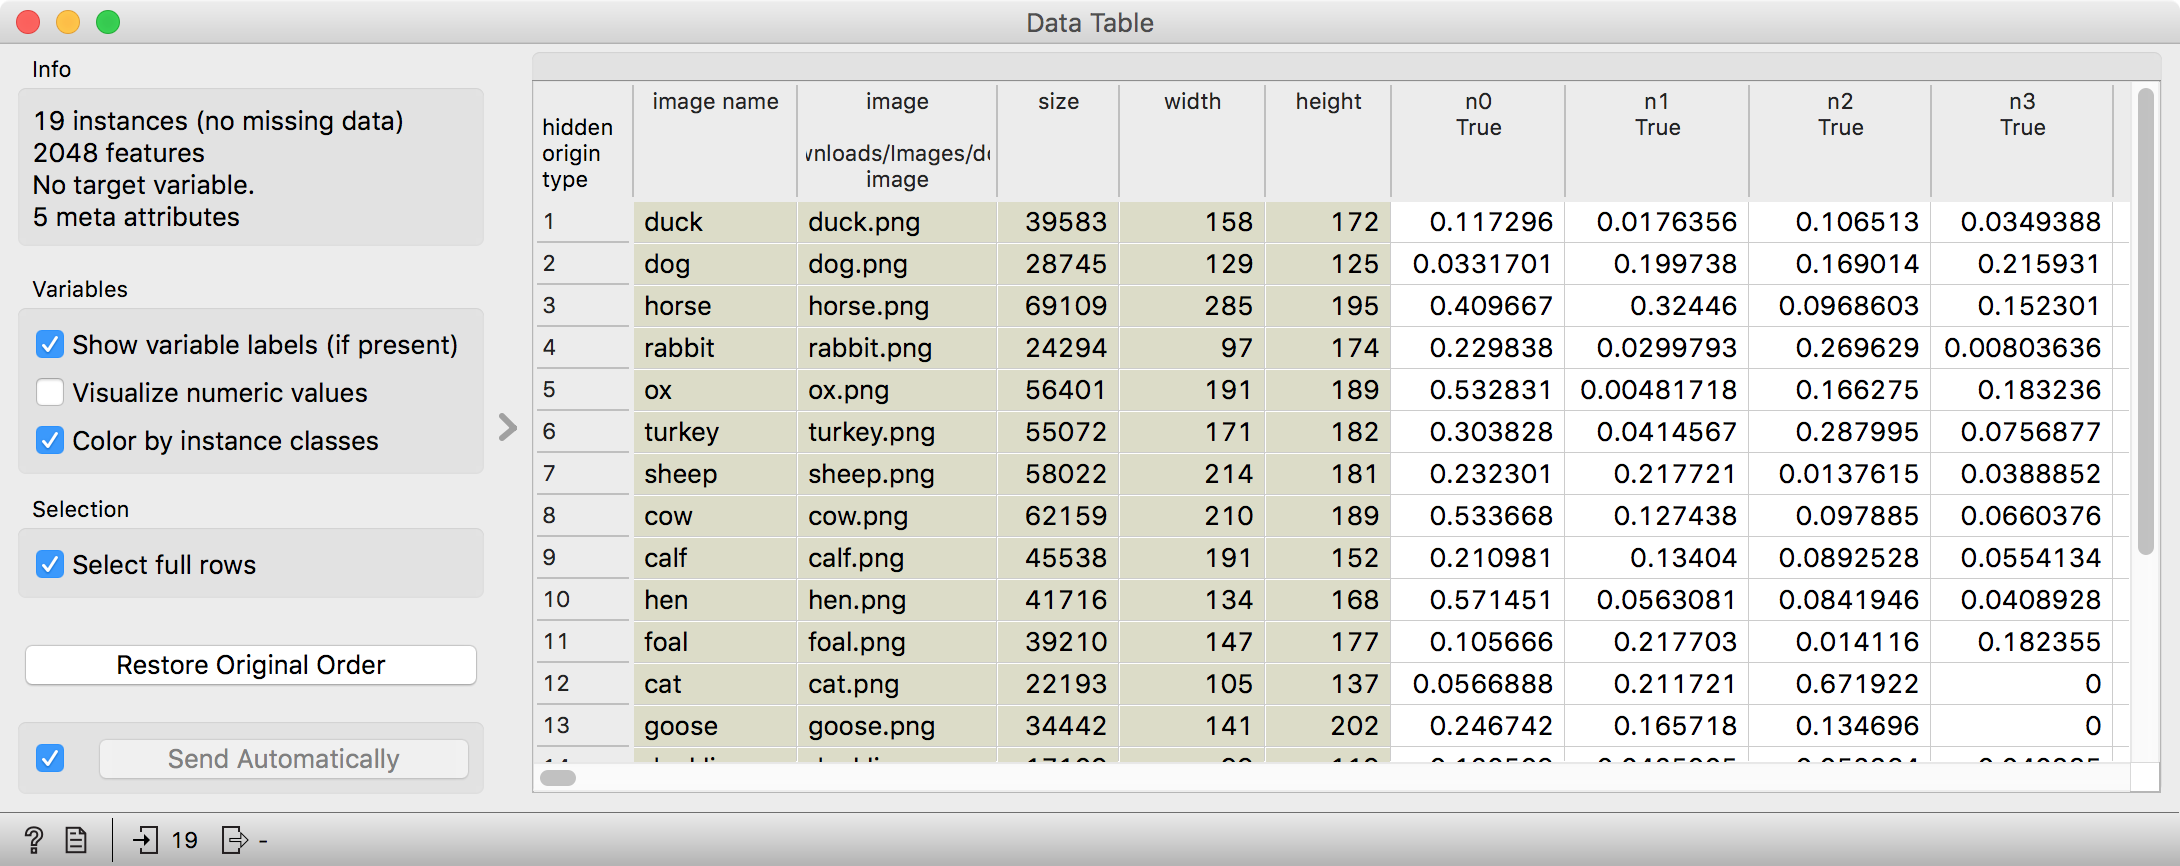 Data Table
Info
19 instances (no missing data)
2048 features
No target variable.
5 meta attributes
Variables
Show variable labels (if present)
Visualize numeric values
Color by instance classes
Selection
Select full rows
Restore Original Order
Send Automatically
? 19 -
image name image size width height n0 n1 n2 n3
hidden True True True True
origin wnloads/Images/do
type image
1 duck duck.png 39583 158 172 0.117296 0.0176356 0.106513 0.0349388
2 dog dog.png 28745 129 125 0.0331701 0.199738 0.169014 0.215931
3 horse horse.png 69109 285 195 0.409667 0.32446 0.0968603 0.152301
4 rabbit rabbit.png 24294 97 174 0.229838 0.0299793 0.269629 0.00803636
5 ox ox.png 56401 191 189 0.532831 0.00481718 0.166275 0.183236
6 turkey turkey.png 55072 171 182 0.303828 0.0414567 0.287995 0.0756877
7 sheep sheep.png 58022 214 181 0.232301 0.217721 0.0137615 0.0388852
8 cow cow.png 62159 210 189 0.533668 0.127438 0.097885 0.0660376
9 calf calf.png 45538 191 152 0.210981 0.13404 0.0892528 0.0554134
10 hen hen.png 41716 134 168 0.571451 0.0563081 0.0841946 0.0408928
11 foal foal.png 39210 147 177 0.105666 0.217703 0.014116 0.182355
12 cat cat.png 22193 105 137 0.0566888 0.211721 0.671922 0
13 goose goose.png 34442 141 202 0.246742 0.165718 0.134696 0